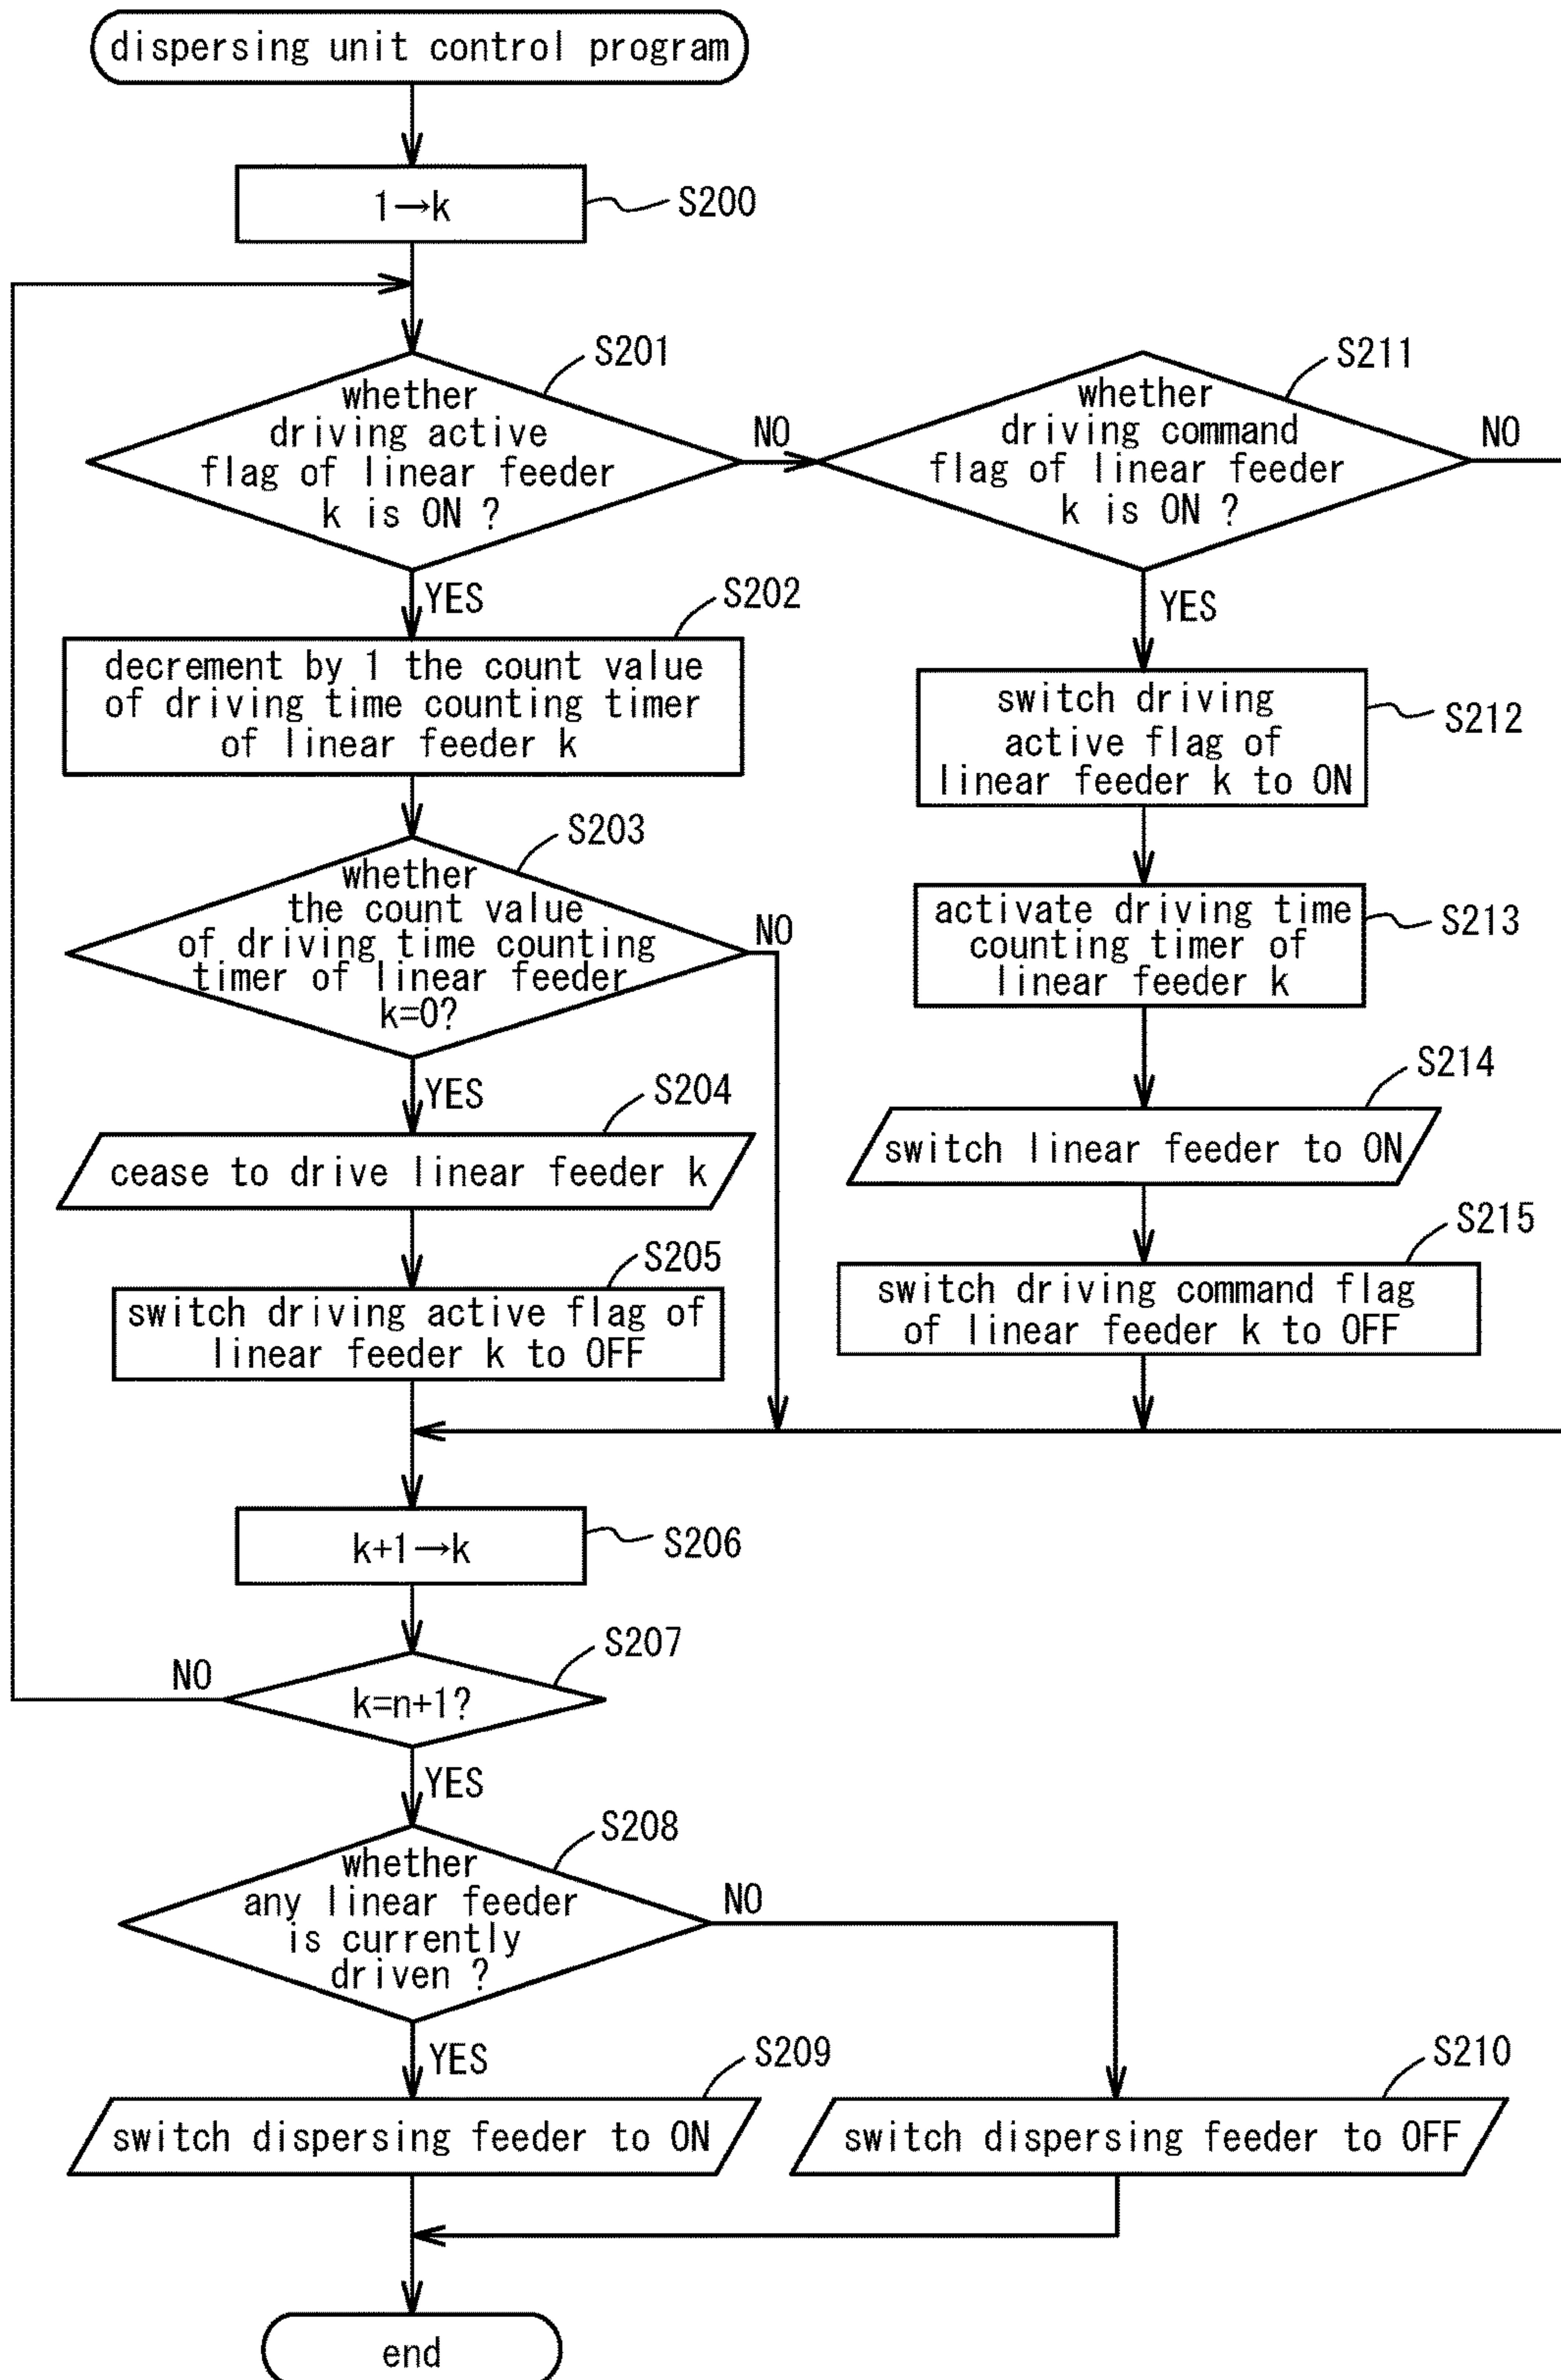 dispersing unit control program
1→k
S200
S201
whether
driving active
flag of linear feeder
k is ON ?
NO
YES
S211
whether
driving command
flag of linear feeder
k is ON ?
NO
YES
S202
decrement by 1 the count value
of driving time counting timer
of linear feeder k
S212
switch driving
active flag of
linear feeder k to ON
S203
whether
the count value
of driving time counting
timer of linear feeder
k=0?
NO
YES
S213
activate driving time
counting timer of
linear feeder k
S204
cease to drive linear feeder k
S214
switch linear feeder to ON
S205
switch driving active flag of
linear feeder k to OFF
S215
switch driving command flag
of linear feeder k to OFF
k+1→k
S206
S207
k=n+1?
NO
YES
S208
whether
any linear feeder
is currently
driven ?
NO
YES
S209
switch dispersing feeder to ON
S210
switch dispersing feeder to OFF
end